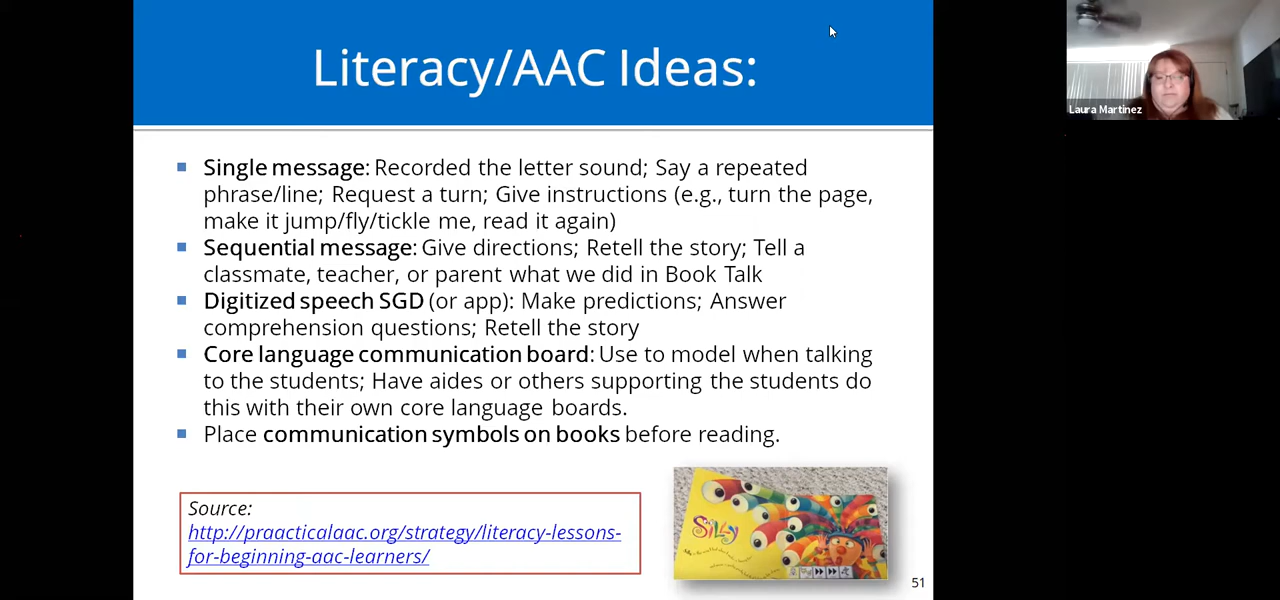 Literacy/AAC Ideas:
Laura Martinez
Single message: Recorded the letter sound; Say a repeated
phrase/line; Request a turn; Give instructions (e.g., turn the page,
make it jump/fly/tickle me, read it again)
Sequential message: Give directions; Retell the story; Tell a
classmate, teacher, or parent what we did in Book Talk
Digitized speech SGD (or app): Make predictions; Answer
comprehension questions; Retell the story
Core language communication board: Use to model when talking
to the students; Have aides or others supporting the students do
this with their own core language boards.
Place communication symbols on books before reading.
Source:
http://praacticalaac.org/strategy/literacy-lessons-
for-beginning-aac-learners/
Silly
51